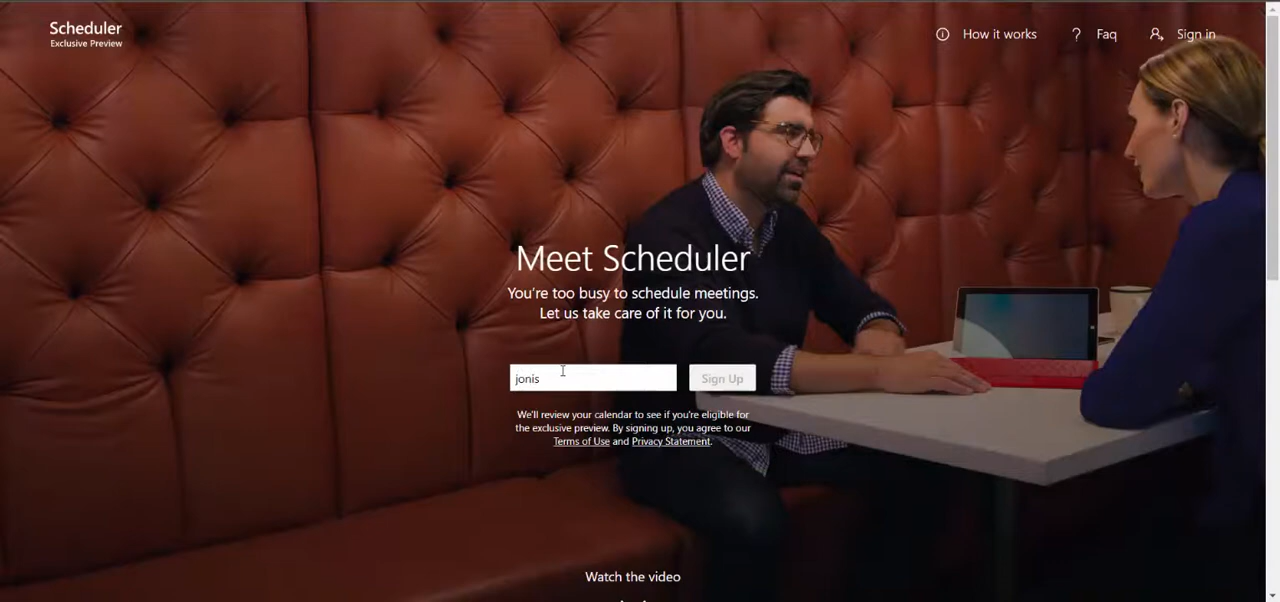 Scheduler
Exclusive Preview
How it works
Faq
Sign in
Meet Scheduler
You're too busy to schedule meetings.
Let us take care of it for you.
jonis
Sign Up
We'll review your calendar to see if you're eligible for
the exclusive preview. By signing up, you agree to our
Terms of Use and Privacy Statement.
Watch the video